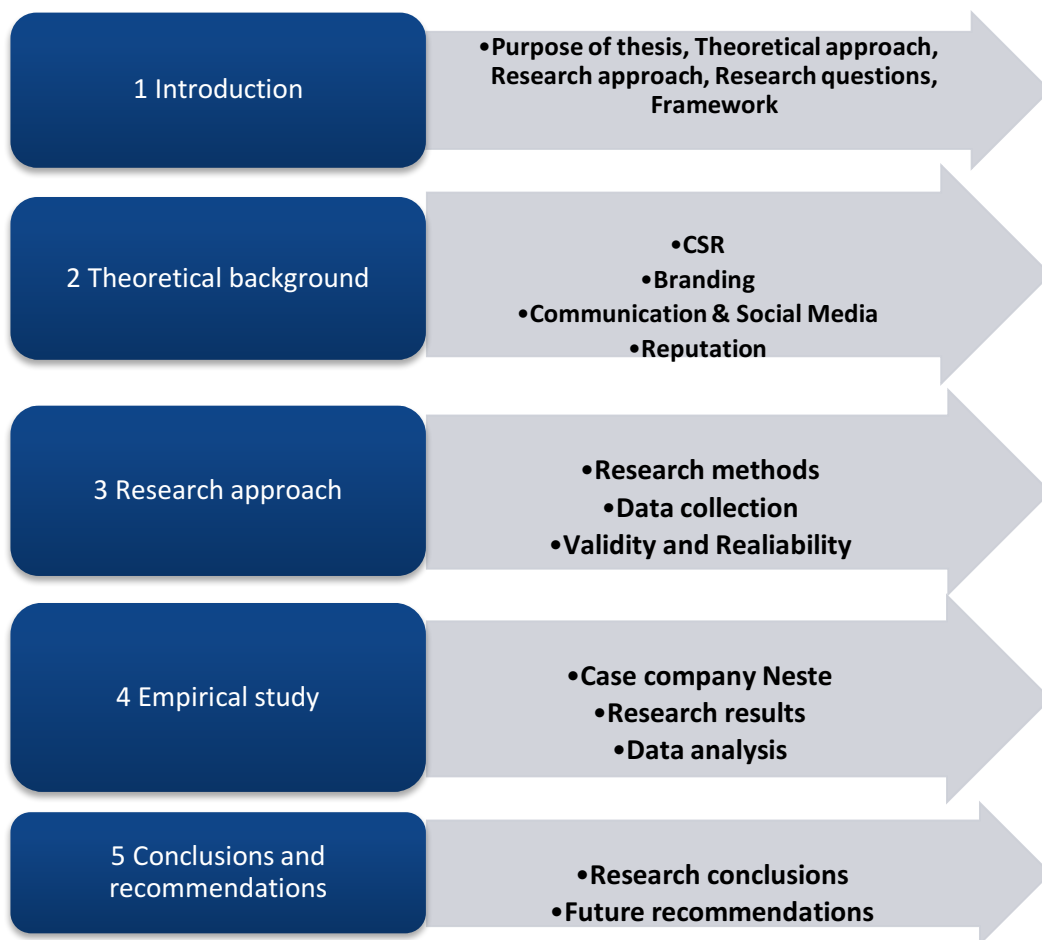 1 Introduction
•Purpose of thesis, Theoretical approach,
Research approach, Research questions,
Framework
2 Theoretical background
•CSR
•Branding
•Communication & Social Media
•Reputation
3 Research approach
•Research methods
•Data collection
•Validity and Realiability
4 Empirical study
•Case company Neste
•Research results
•Data analysis
5 Conclusions and
recommendations
•Research conclusions
•Future recommendations